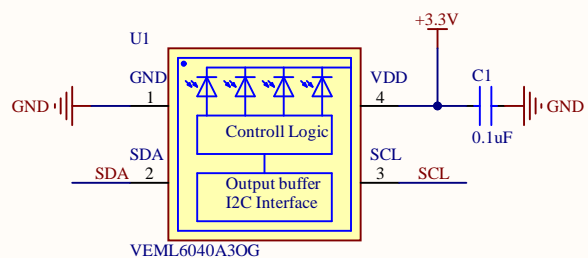 +3.3V
U1
GND VDD C1
GND 1 4 GND
Controll Logic 0.1uF
SDA SCL
SDA 2 Output buffer 3 SCL
I2C Interface
VEML6040A3OG